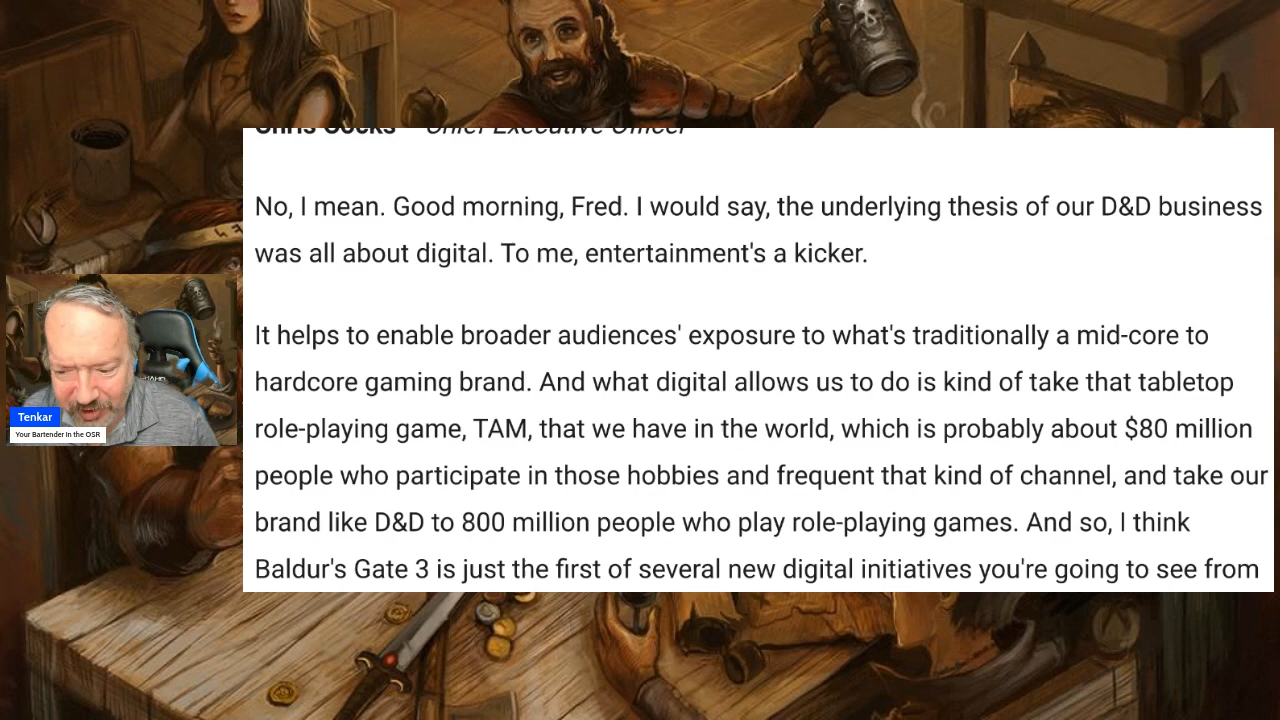 Chris Cocks Chief Executive Officer
No, I mean. Good morning, Fred. I would say, the underlying thesis of our D&D business
was all about digital. To me, entertainment's a kicker.
It helps to enable broader audiences' exposure to what's traditionally a mid-core to
hardcore gaming brand. And what digital allows us to do is kind of take that tabletop
role-playing game, TAM, that we have in the world, which is probably about $80 million
people who participate in those hobbies and frequent that kind of channel, and take our
brand like D&D to 800 million people who play role-playing games. And so, I think
Baldur's Gate 3 is just the first of several new digital initiatives you're going to see from
Tenkar
Your Bartender in the OSR